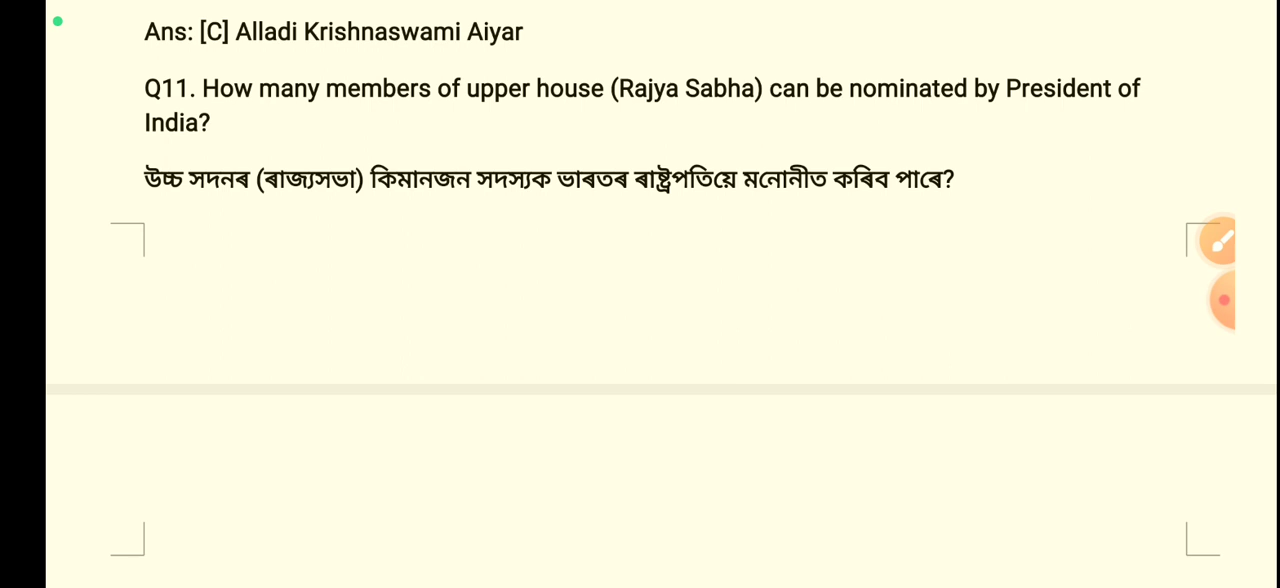 Ans: [C] Alladi Krishnaswami Aiyar
Q11. How many members of upper house (Rajya Sabha) can be nominated by President of
India?
উচ্চ সদনৰ (ৰাজ্যসভা) কিমানজন সদস্যক ভাৰতৰ ৰাষ্ট্ৰপতিয়ে মনোনীত কৰিব পাৰে?